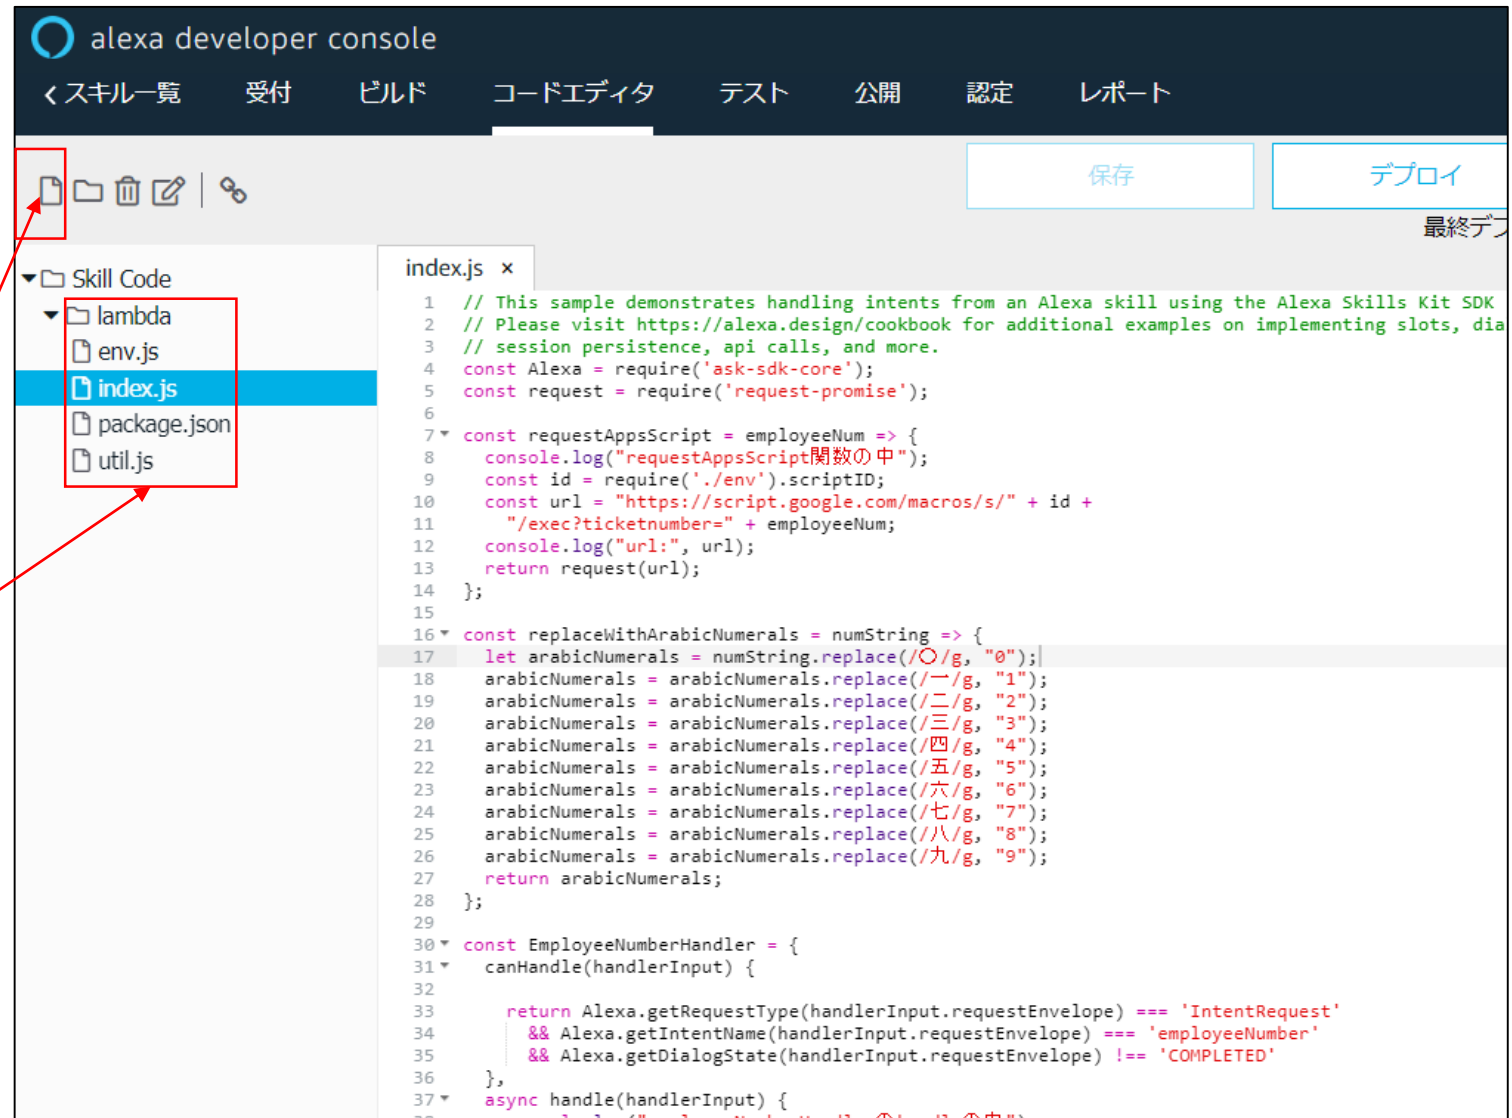 alexa developer console
スキル一覧 受付 ビルド コードエディタ テスト 公開 認定 レポート
保存 デプロイ
最終デプ
Skill Code
lambda
env.js
index.js
package.json
util.js
index.js ×
1 // This sample demonstrates handling intents from an Alexa skill using the Alexa Skills Kit SDK
2 // Please visit https://alexa.design/cookbook for additional examples on implementing slots, dia
3 // session persistence, api calls, and more.
4 const Alexa = require('ask-sdk-core');
5 const request = require('request-promise');
6
7 const requestAppsScript = employeeNum => {
8 console.log("requestAppsScript関数の中");
9 const id = require('./env').scriptID;
10 const url = "https://script.google.com/macros/s/" + id +
11 "/exec?ticketnumber=" + employeeNum;
12 console.log("url:", url);
13 return request(url);
14 };
15
16 const replaceWithArabicNumerals = numString => {
17 let arabicNumerals = numString.replace(/〇/g, "0");
18 arabicNumerals = arabicNumerals.replace(/一/g, "1");
19 arabicNumerals = arabicNumerals.replace(/二/g, "2");
20 arabicNumerals = arabicNumerals.replace(/三/g, "3");
21 arabicNumerals = arabicNumerals.replace(/四/g, "4");
22 arabicNumerals = arabicNumerals.replace(/五/g, "5");
23 arabicNumerals = arabicNumerals.replace(/六/g, "6");
24 arabicNumerals = arabicNumerals.replace(/七/g, "7");
25 arabicNumerals = arabicNumerals.replace(/八/g, "8");
26 arabicNumerals = arabicNumerals.replace(/九/g, "9");
27 return arabicNumerals;
28 };
29
30 const EmployeeNumberHandler = {
31 canHandle(handlerInput) {
32
33 return Alexa.getRequestType(handlerInput.requestEnvelope) === 'IntentRequest'
34 && Alexa.getIntentName(handlerInput.requestEnvelope) === 'employeeNumber'
35 && Alexa.getDialogState(handlerInput.requestEnvelope) !== 'COMPLETED'
36 },
37 async handle(handlerInput) {